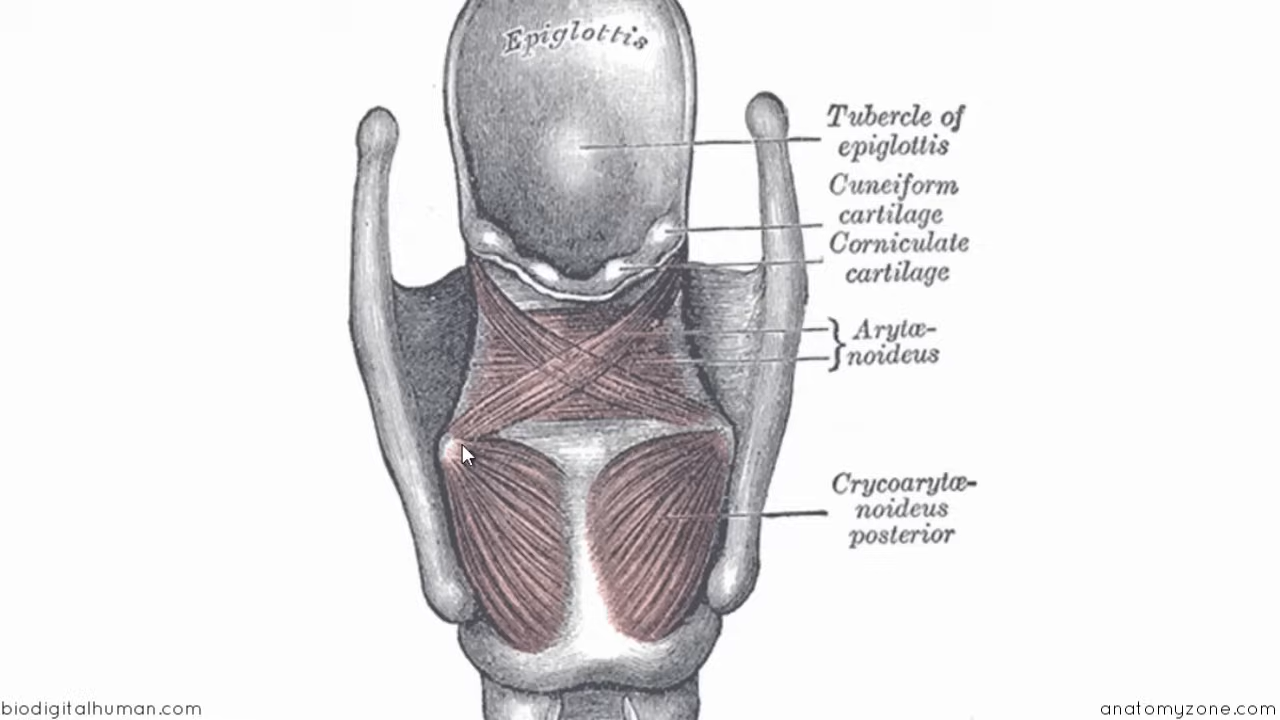 Epiglottis
Tubercle of
epiglottis
Cuneiform
cartilage
Corniculate
cartilage
Arytæ-
noideus
Crycoarytæ-
noideus
posterior
biodigitalhuman.com
anatomyzone.com